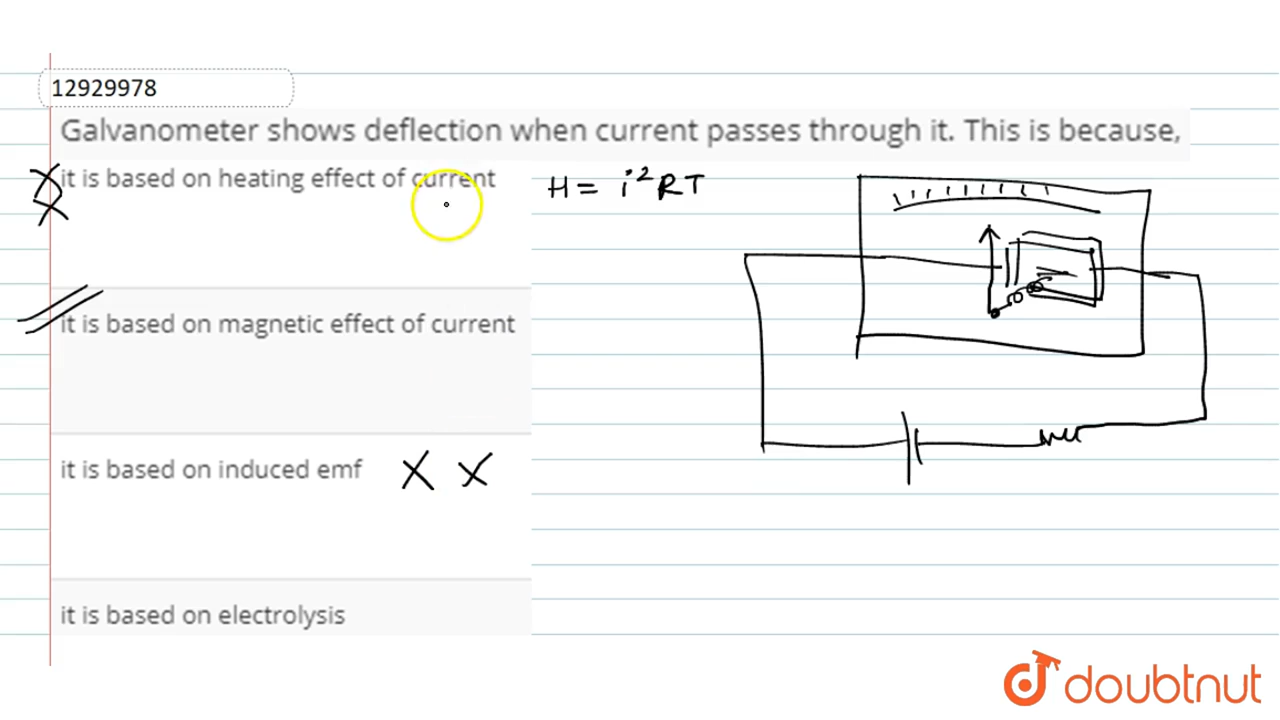 12929978
Galvanometer shows deflection when current passes through it. This is because,
it is based on heating effect of current
H = i²RT
it is based on magnetic effect of current
it is based on induced emf
it is based on electrolysis
doubtnut